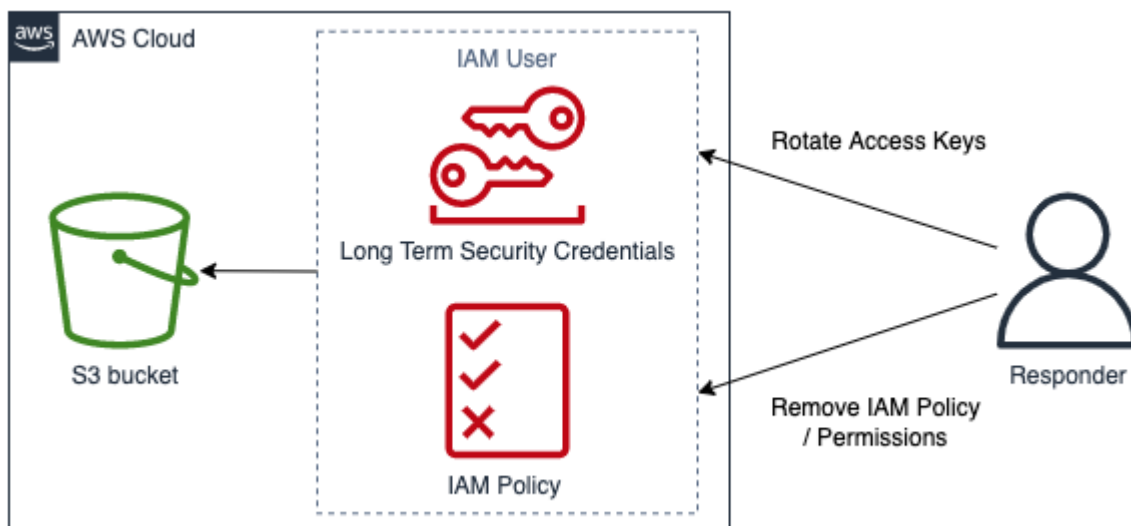 aws
AWS Cloud
IAM User
Rotate Access Keys
Long Term Security Credentials
S3 bucket
Responder
Remove IAM Policy
/ Permissions
IAM Policy